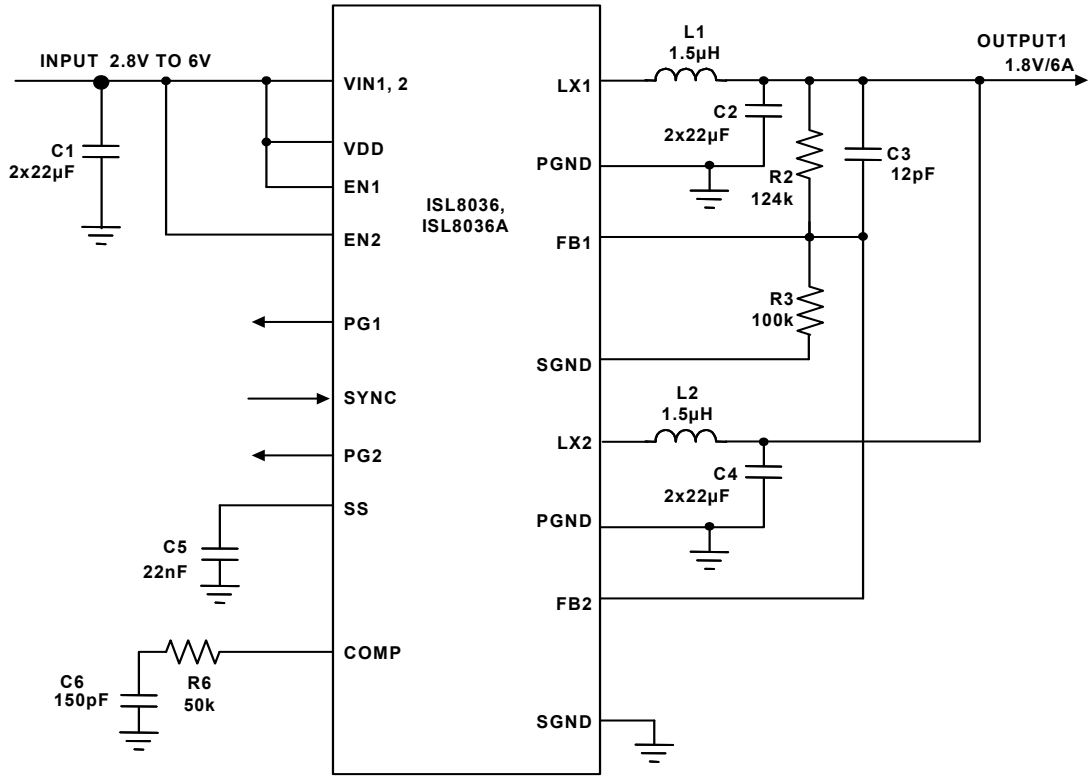 INPUT 2.8V TO 6V
C1
2x22µF
VIN1, 2
VDD
EN1
EN2
PG1
SYNC
PG2
SS
C5
22nF
COMP
C6
150pF
R6
50k
ISL8036,
ISL8036A
LX1
PGND
FB1
SGND
LX2
PGND
FB2
SGND
L1
1.5µH
OUTPUT1
1.8V/6A
C2
2x22µF
R2
124k
C3
12pF
R3
100k
L2
1.5µH
C4
2x22µF